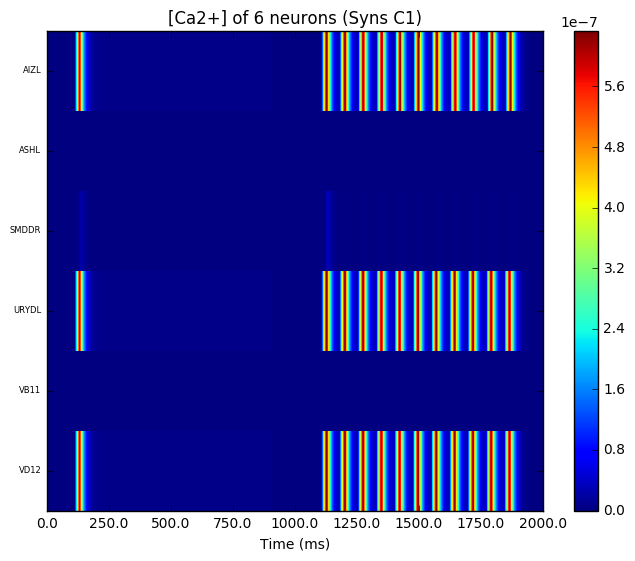 [Ca2+] of 6 neurons (Syns C1)
1e−7
AIZL
ASHL
SMDDR
URYDL
VB11
VD12
5.6
4.8
4.0
3.2
2.4
1.6
0.8
0.0
0.0 250.0 500.0 750.0 1000.0 1250.0 1500.0 1750.0 2000.0
Time (ms)